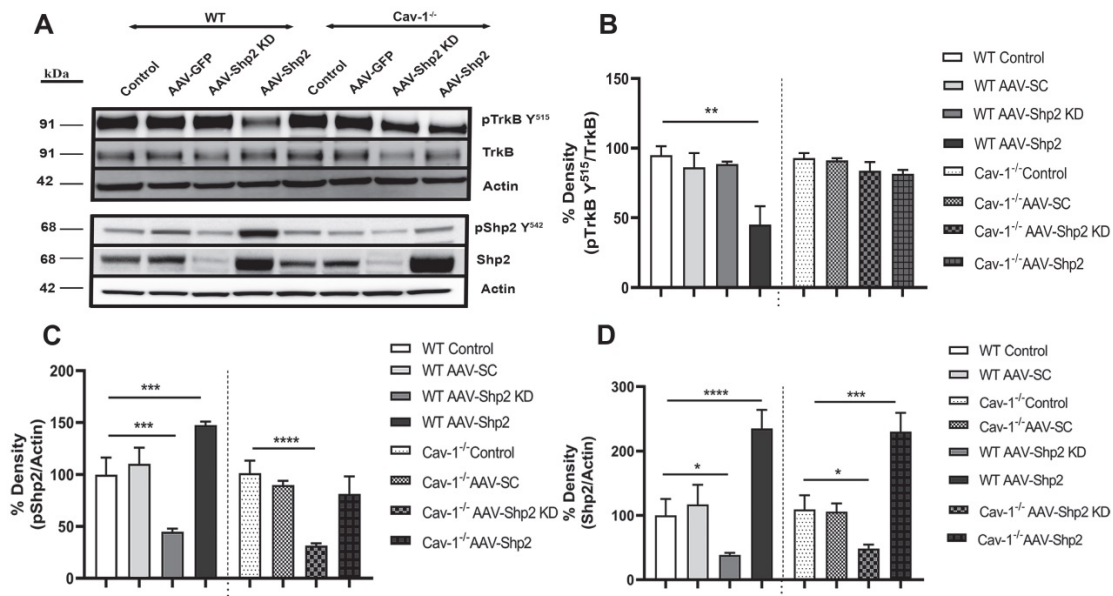 A
WT
Cav-1-/-
kDa
Control
AAV-GFP
AAV-Shp2 KD
AAV-Shp2
Control
AAV-GFP
AAV-Shp2 KD
AAV-Shp2
91
pTrkB Y515
91
TrkB
42
Actin
68
pShp2 Y542
68
Shp2
42
Actin
B
% Density
(pTrkB Y515/TrkB)
150
100
50
0
**
WT Control
WT AAV-SC
WT AAV-Shp2 KD
WT AAV-Shp2
Cav-1-/-Control
Cav-1-/-AAV-SC
Cav-1-/- AAV-Shp2 KD
Cav-1-/-AAV-Shp2
C
% Density
(pShp2/Actin)
200
150
100
50
0
***
***
****
WT Control
WT AAV-SC
WT AAV-Shp2 KD
WT AAV-Shp2
Cav-1-/-Control
Cav-1-/-AAV-SC
Cav-1-/- AAV-Shp2 KD
Cav-1-/-AAV-Shp2
D
% Density
(Shp2/Actin)
300
200
100
0
****
*
***
*
WT Control
WT AAV-SC
Cav-1-/-Control
Cav-1-/-AAV-SC
WT AAV-Shp2 KD
WT AAV-Shp2
Cav-1-/- AAV-Shp2 KD
Cav-1-/-AAV-Shp2